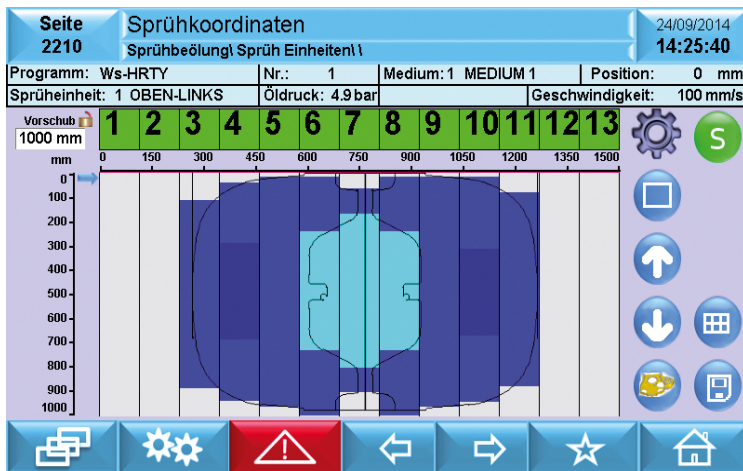 Seite
2210
Sprühkoordinaten
Sprühbeölung\ Sprüh Einheiten\ \
24/09/2014
14:25:40
Programm: Ws-HRTY Nr.: 1 Medium: 1 MEDIUM 1 Position: 0 mm
Sprüheinheit: 1 OBEN-LINKS Öldruck: 4.9 bar Geschwindigkeit: 100 mm/s
Vorschub
1000 mm
1 2 3 4 5 6 7 8 9 10 11 12 13
S
mm 0 150 300 450 600 750 900 1050 1200 1350 1500
0
100
200
300
400
500
600
700
800
900
1000